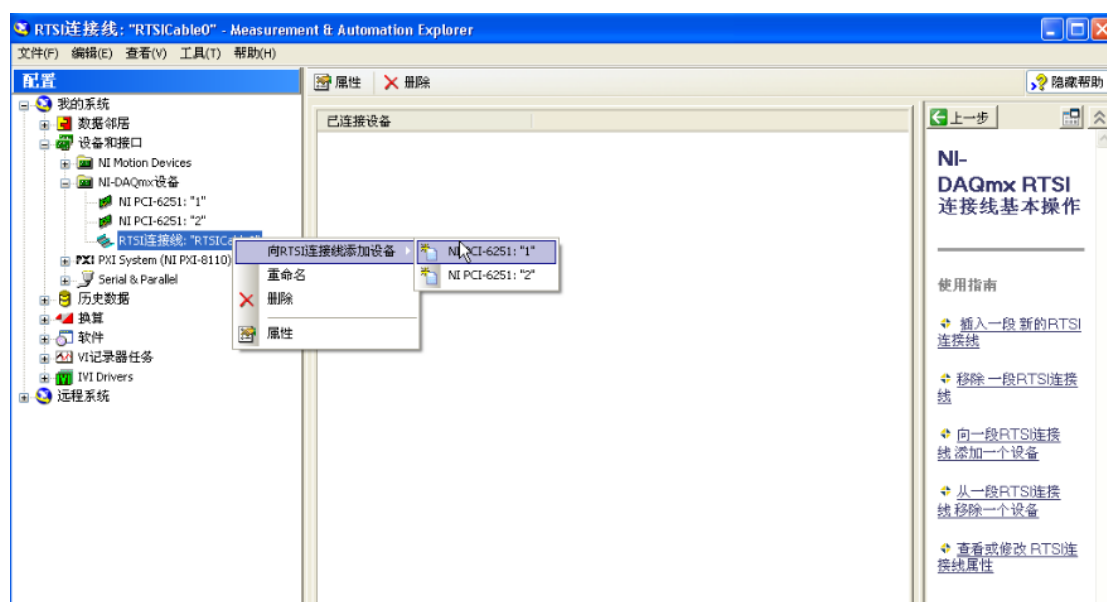 RTSI连接线: "RTSICable0" - Measurement & Automation Explorer
文件(F) 编辑(E) 查看(V) 工具(T) 帮助(H)
配置
属性 删除
隐藏帮助
我的系统
数据邻居
设备和接口
NI Motion Devices
NI-DAQmx设备
NI PCI-6251: "1"
NI PCI-6251: "2"
RTSI连接线: "RTSICable0"
PXI PXI System (NI PXI-8110)
Serial & Parallel
历史数据
换算
软件
VI记录器任务
IVI Drivers
远程系统
向RTSI连接线添加设备
重命名
删除
属性
NI PCI-6251: "1"
NI PCI-6251: "2"
已连接设备
上一步
NI-
DAQmx RTSI
连接线基本操作
使用指南
插入一段 新的RTSI
连接线
移除 一段RTSI连接
线
向一段RTSI连接
线 添加一个设备
从一段RTSI连接
线 移除一个设备
查看或修改 RTSI连
接线属性